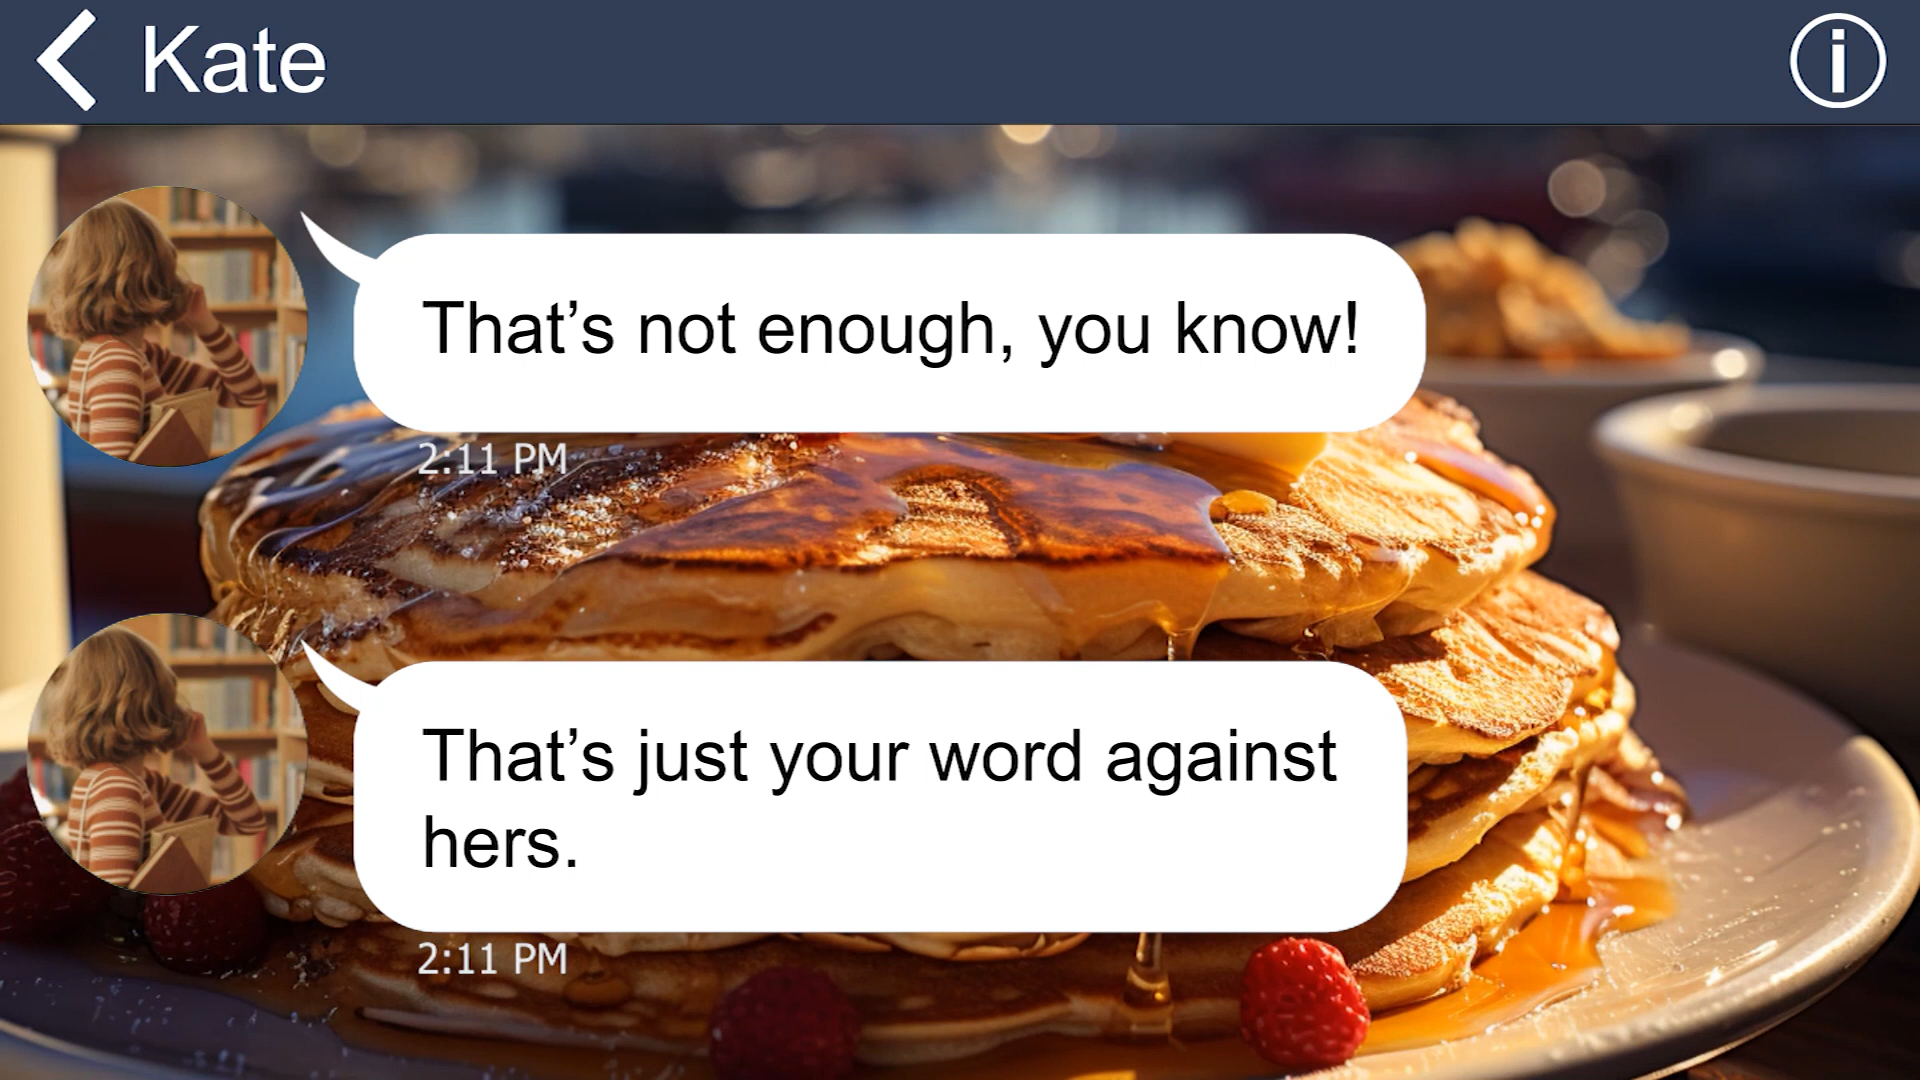 Kate
That’s not enough, you know!
2:11 PM
That’s just your word against
hers.
2:11 PM